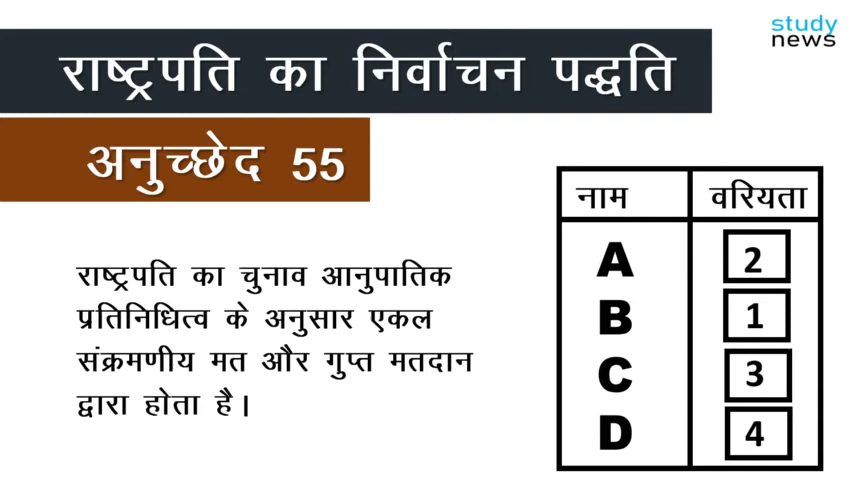 study
news
राष्ट्रपति का निर्वाचन पद्धति
अनुच्छेद 55
राष्ट्रपति का चुनाव आनुपातिक
प्रतिनिधित्व के अनुसार एकल
संक्रमणीय मत और गुप्त मतदान
द्वारा होता है।
नाम वरियता
A 2
B 1
C 3
D 4